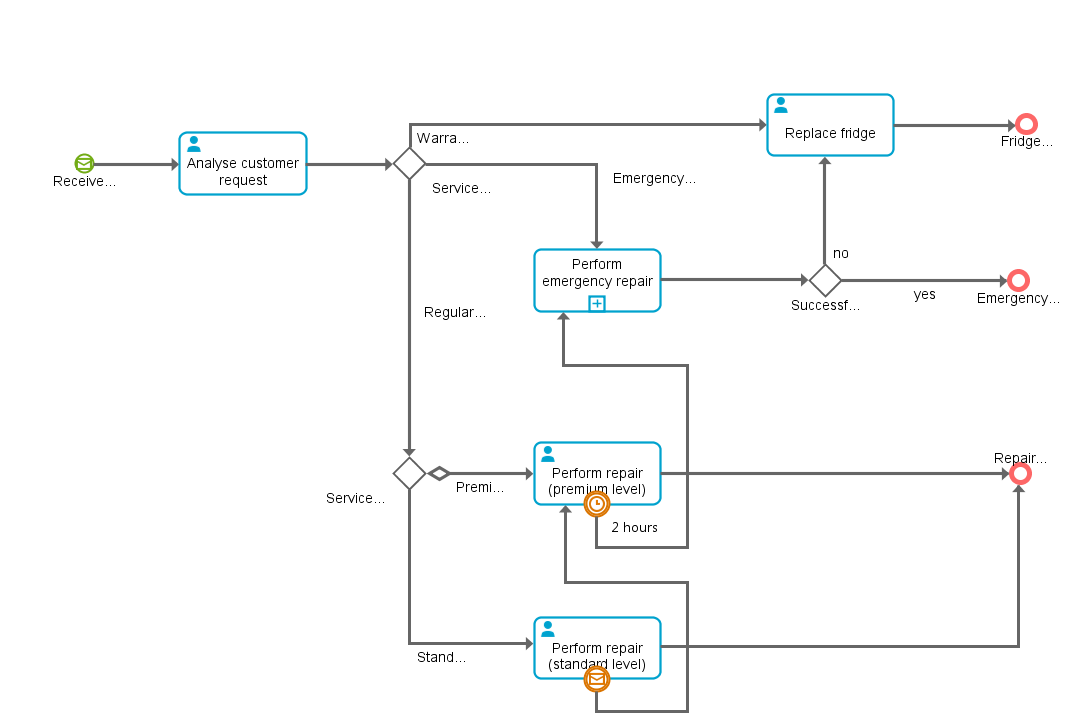 Warra...
Replace fridge
Fridge...
Receive...
Analyse customer
request
Service...
Emergency...
Perform
emergency repair
no
yes
Successf...
Emergency...
Regular...
Service...
Premi...
Perform repair
(premium level)
2 hours
Repair...
Stand...
Perform repair
(standard level)